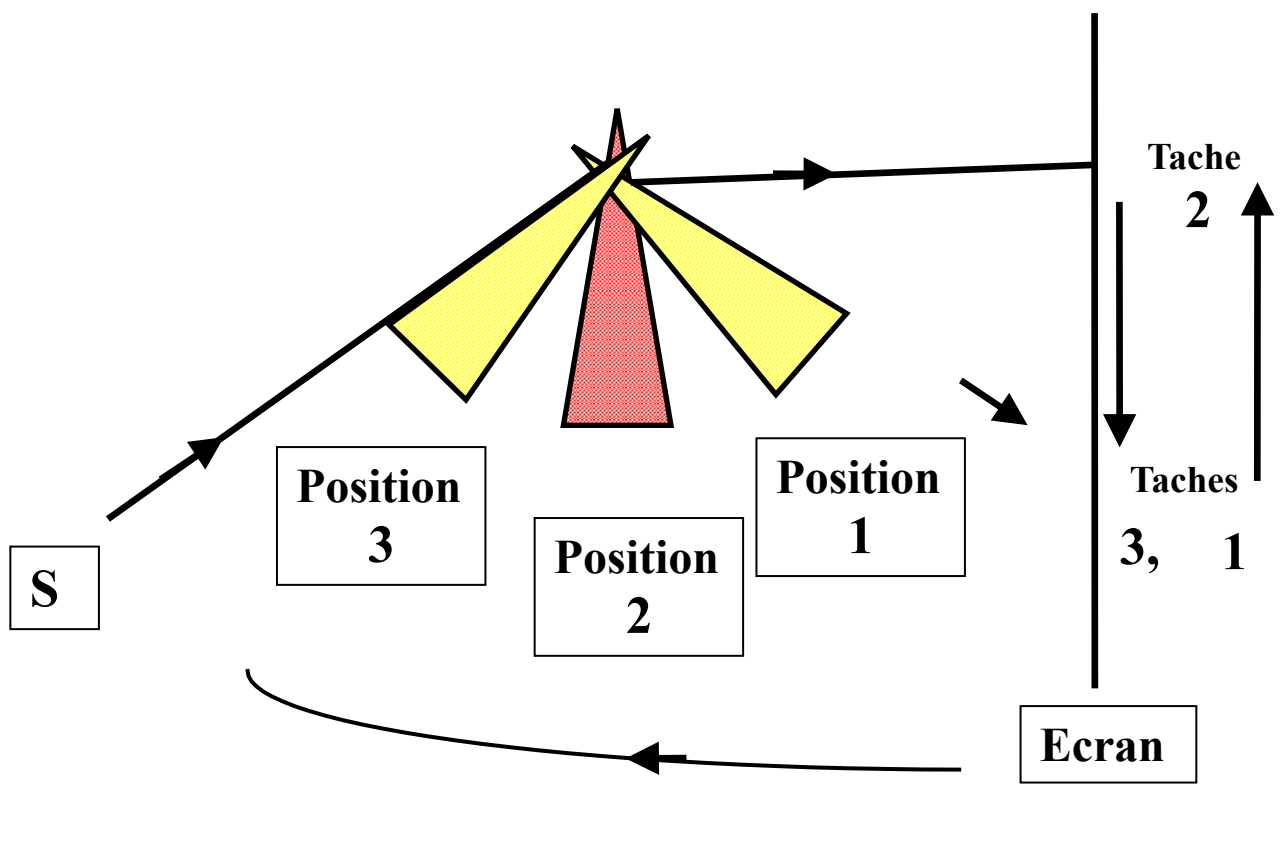 Tache
2
Position
3
Position
1
Position
2
Taches
3, 1
S
Ecran